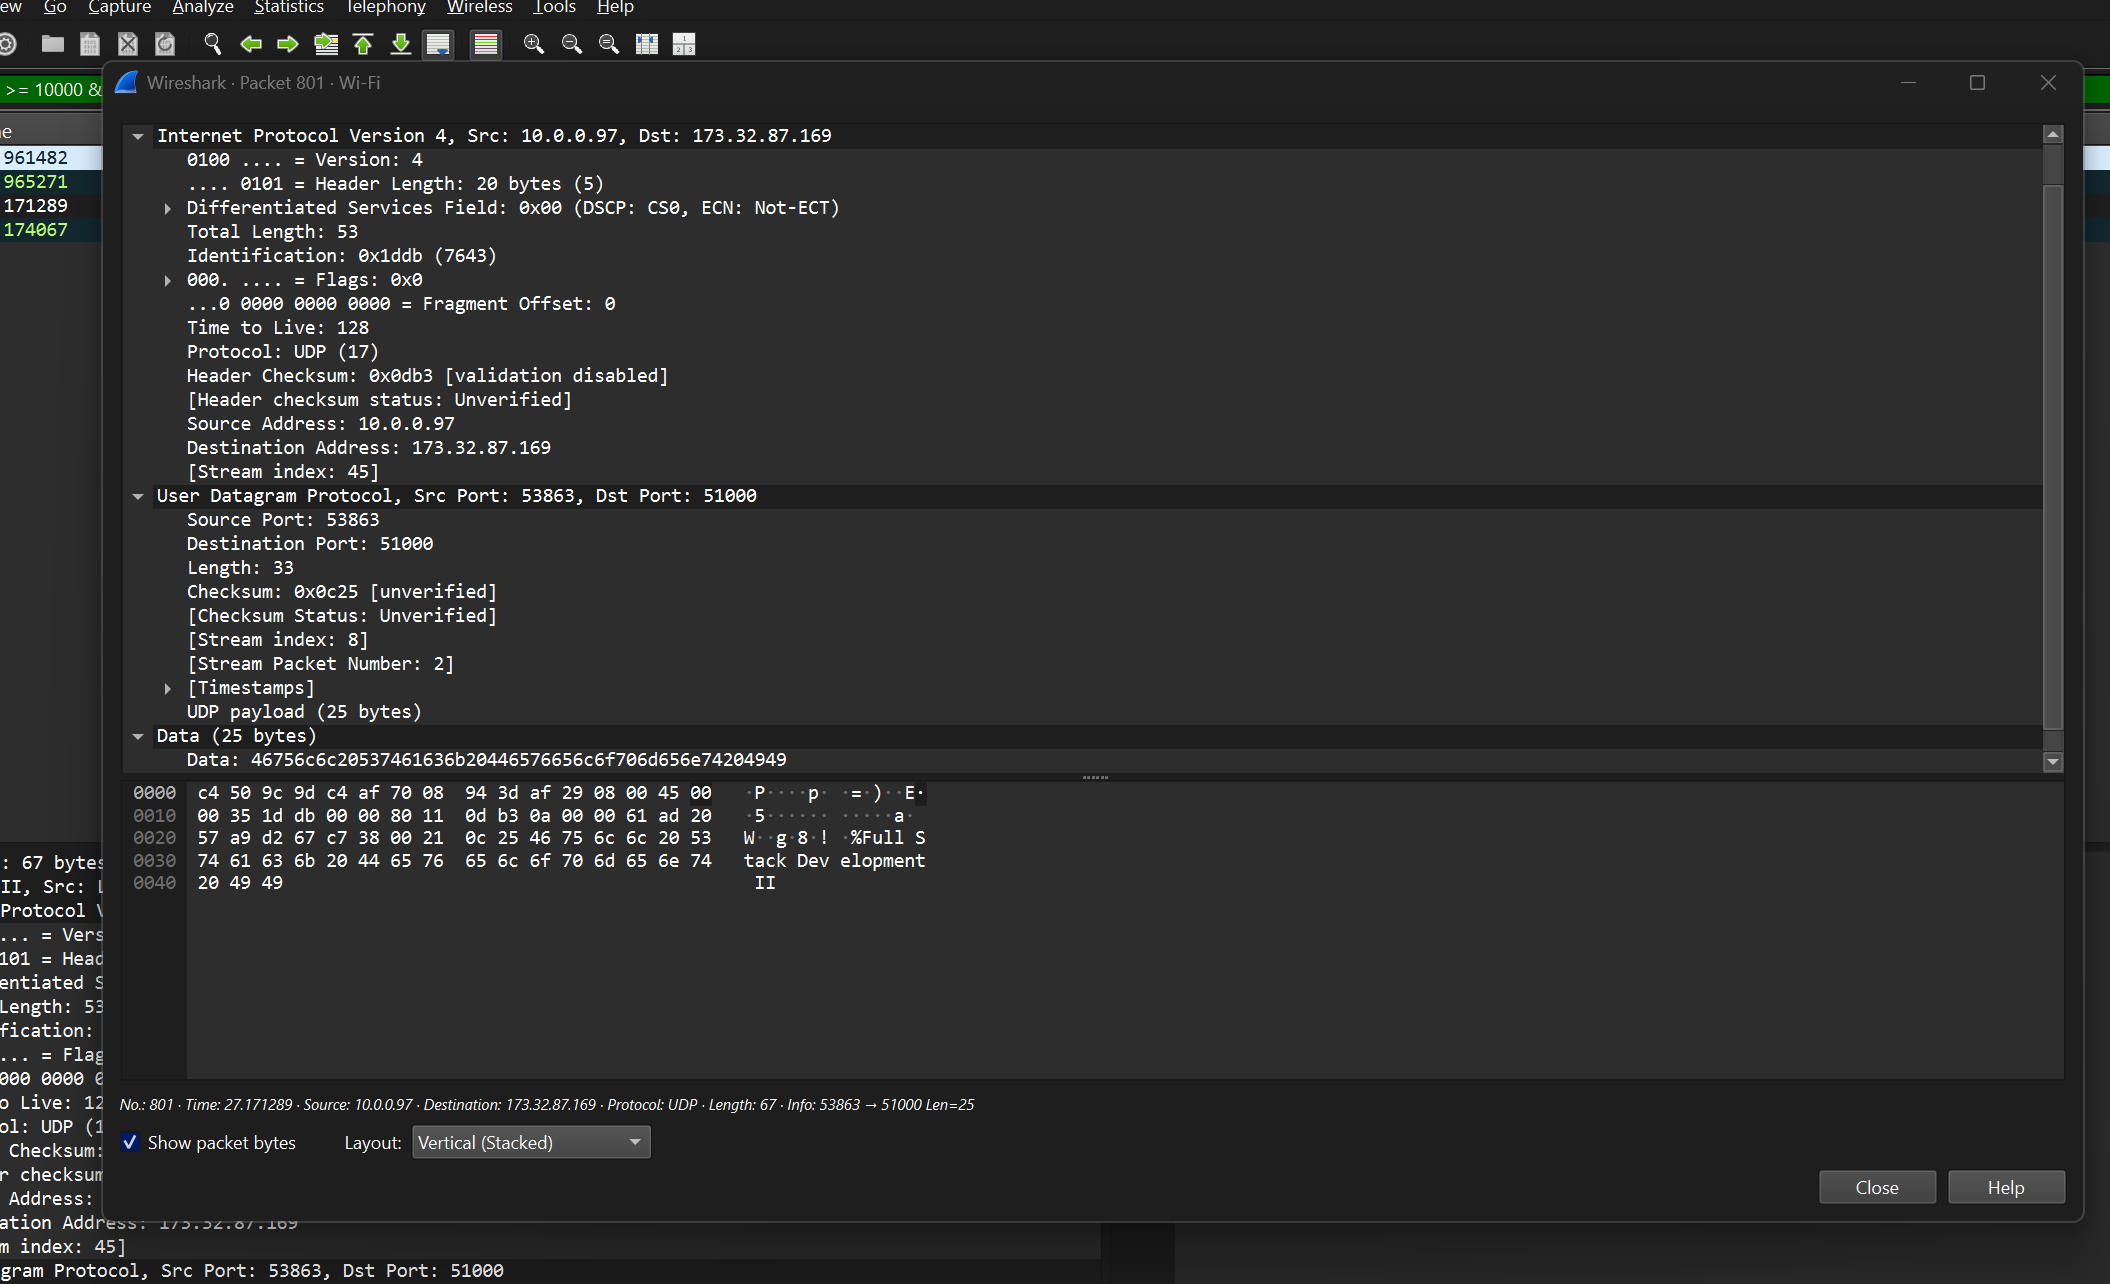 ew Go Capture Analyze Statistics Telephony Wireless Tools Help
>= 10000 &
Wireshark · Packet 801 · Wi-Fi
e
961482
965271
171289
174067
Internet Protocol Version 4, Src: 10.0.0.97, Dst: 173.32.87.169
0100 .... = Version: 4
.... 0101 = Header Length: 20 bytes (5)
Differentiated Services Field: 0x00 (DSCP: CS0, ECN: Not-ECT)
Total Length: 53
Identification: 0x1ddb (7643)
000. .... = Flags: 0x0
...0 0000 0000 0000 = Fragment Offset: 0
Time to Live: 128
Protocol: UDP (17)
Header Checksum: 0x0db3 [validation disabled]
[Header checksum status: Unverified]
Source Address: 10.0.0.97
Destination Address: 173.32.87.169
[Stream index: 45]
User Datagram Protocol, Src Port: 53863, Dst Port: 51000
Source Port: 53863
Destination Port: 51000
Length: 33
Checksum: 0x0c25 [unverified]
[Checksum Status: Unverified]
[Stream index: 8]
[Stream Packet Number: 2]
[Timestamps]
UDP payload (25 bytes)
Data (25 bytes)
Data: 46756c6c20537461636b20446576656c6f706d656e74204949
0000 c4 50 9c 9d c4 af 70 08 94 3d af 29 08 00 45 00 ·P····p· ·=·)··E·
0010 00 35 1d db 00 00 80 11 0d b3 0a 00 00 61 ad 20 ·5······ ·····a· 
0020 57 a9 d2 67 c7 38 00 21 0c 25 46 75 6c 6c 20 53 W··g·8·! ·%Full S
0030 74 61 63 6b 20 44 65 76 65 6c 6f 70 6d 65 6e 74 tack Dev elopment
0040 20 49 49 II
No.: 801 · Time: 27.171289 · Source: 10.0.0.97 · Destination: 173.32.87.169 · Protocol: UDP · Length: 67 · Info: 53863 → 51000 Len=25
Show packet bytes Layout: Vertical (Stacked)
Close Help
: 67 bytes
II, Src: L
Protocol V
... = Vers
101 = Head
entiated S
Length: 53
fication:
... = Flag
000 0000 0
o Live: 12
ol: UDP (1
Checksum:
r checksum
Address:
ation Address: 173.32.87.169
m index: 45]
gram Protocol, Src Port: 53863, Dst Port: 51000